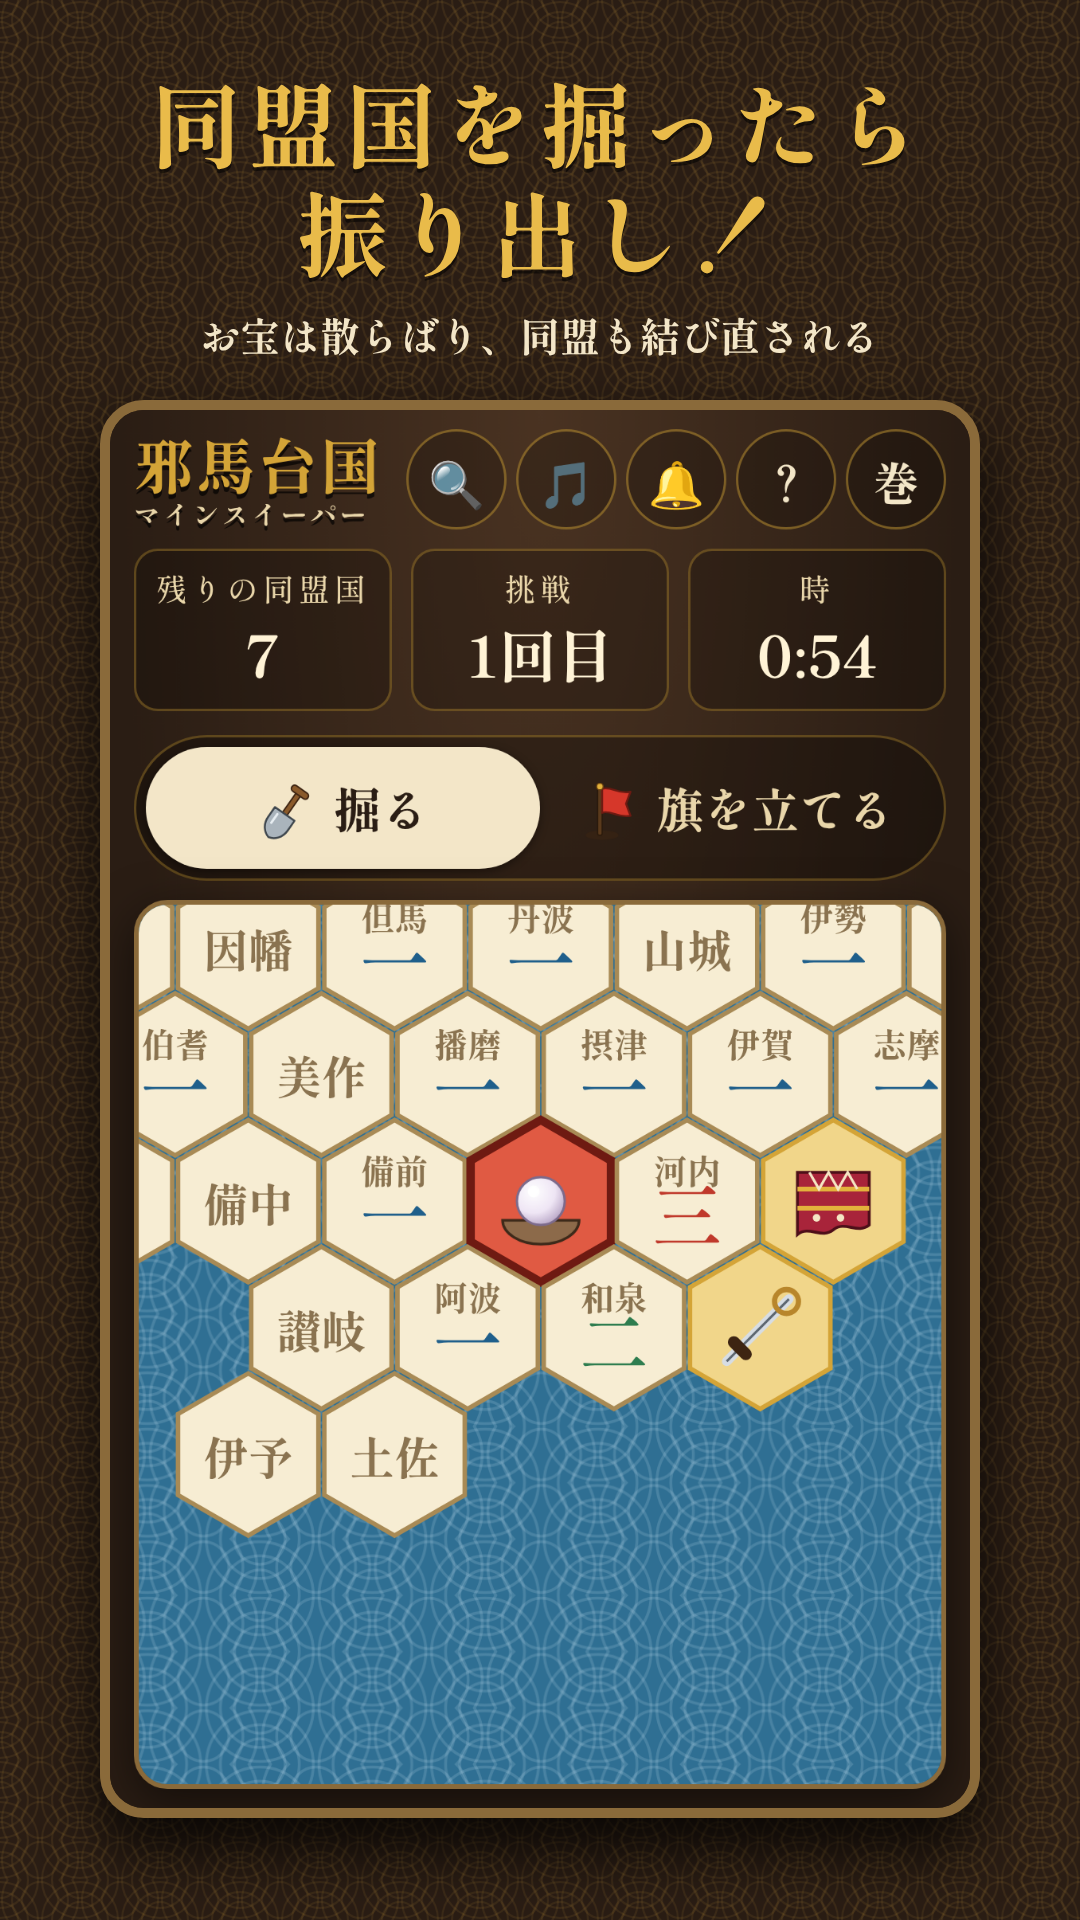 同盟国を掘ったら
振り出し！
お宝は散らばり、同盟も結び直される
邪馬台国
マインスイーパー
？
巻
残りの同盟国
7
挑戦
1回目
時
0:54
掘る
旗を立てる
因幡
但馬
一
丹波
一
山城
伊勢
一
伯耆
一
美作
播磨
一
摂津
一
伊賀
一
志摩
一
備中
備前
一
河内
三
讃岐
阿波
一
和泉
二
伊予
土佐